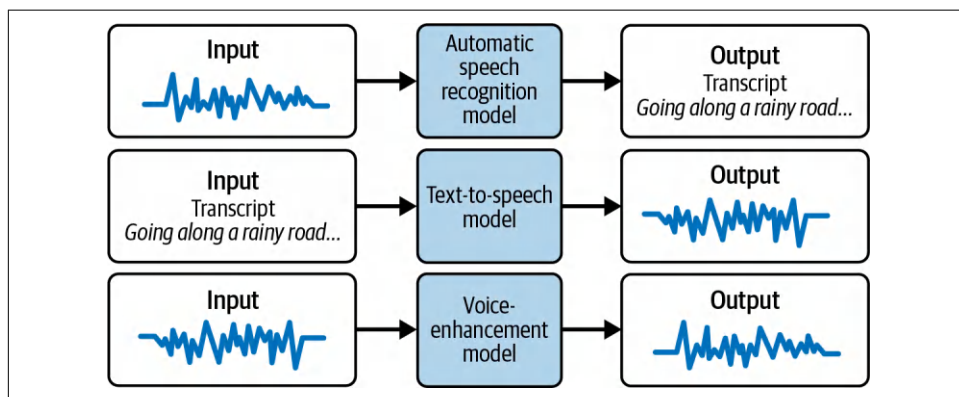 Input
Automatic
speech
recognition
model
Output
Transcript
Going along a rainy road...
Input
Transcript
Going along a rainy road...
Text-to-speech
model
Output
Input
Voice-
enhancement
model
Output